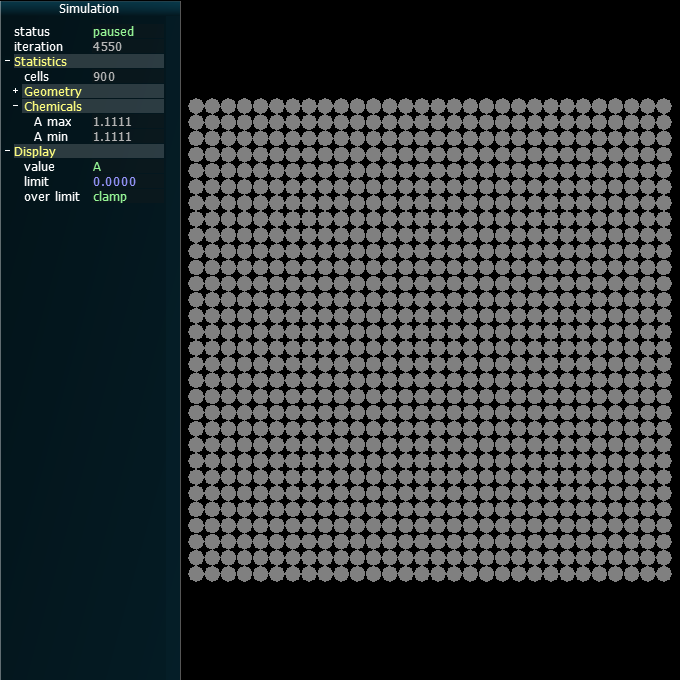 Simulation
status paused
iteration 4550
- Statistics
cells 900
+ Geometry
- Chemicals
A max 1.1111
A min 1.1111
- Display
value A
limit 0.0000
over limit clamp